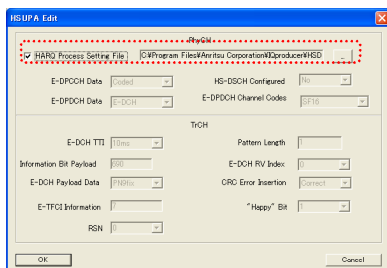 HSUPA Edit
PhyCH
HARQ Process Setting File C:¥Program Files¥Anritsu Corporation¥IQproducer¥HSD ...
E-DPCCH Data Coded HS-DSCH Configured No
E-DPDCH Data E-DCH E-DPDCH Channel Codes SF16
TrCH
E-DCH TTI 10ms Pattern Length 1
Information Bit Payload 690 E-DCH RV Index 0
E-DCH Payload Data PN9fix CRC Error Insertion Correct
E-TFCI Information 7 "Happy" Bit 1
RSN 0
OK Cancel